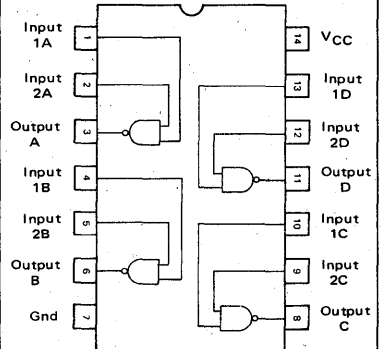 Input
1A
1
Input
2A
2
Output
A
3
Input
1B
4
Input
2B
5
Output
B
6
Gnd
7
14
VCC
13
Input
1D
12
Input
2D
11
Output
D
10
Input
1C
9
Input
2C
8
Output
C